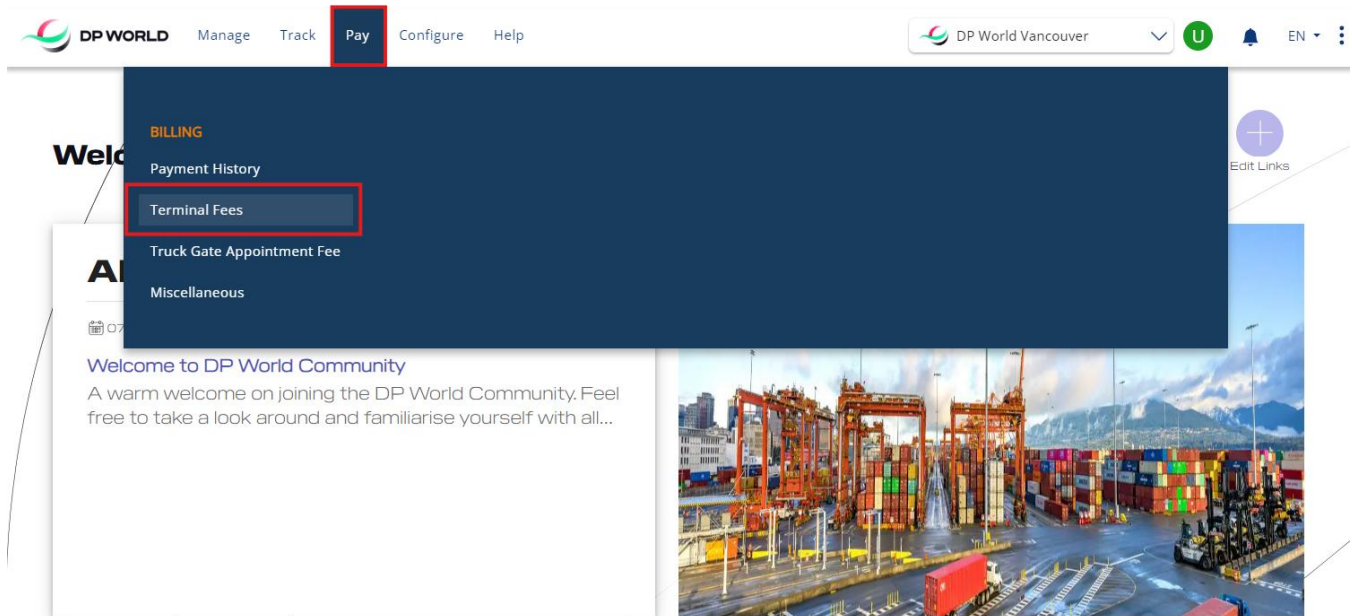 DP WORLD Manage Track Pay Configure Help DP World Vancouver U EN
BILLING
Payment History
Edit Links
Terminal Fees
Truck Gate Appointment Fee
Miscellaneous
07
Welcome to DP World Community
A warm welcome on joining the DP World Community. Feel
free to take a look around and familiarise yourself with all...